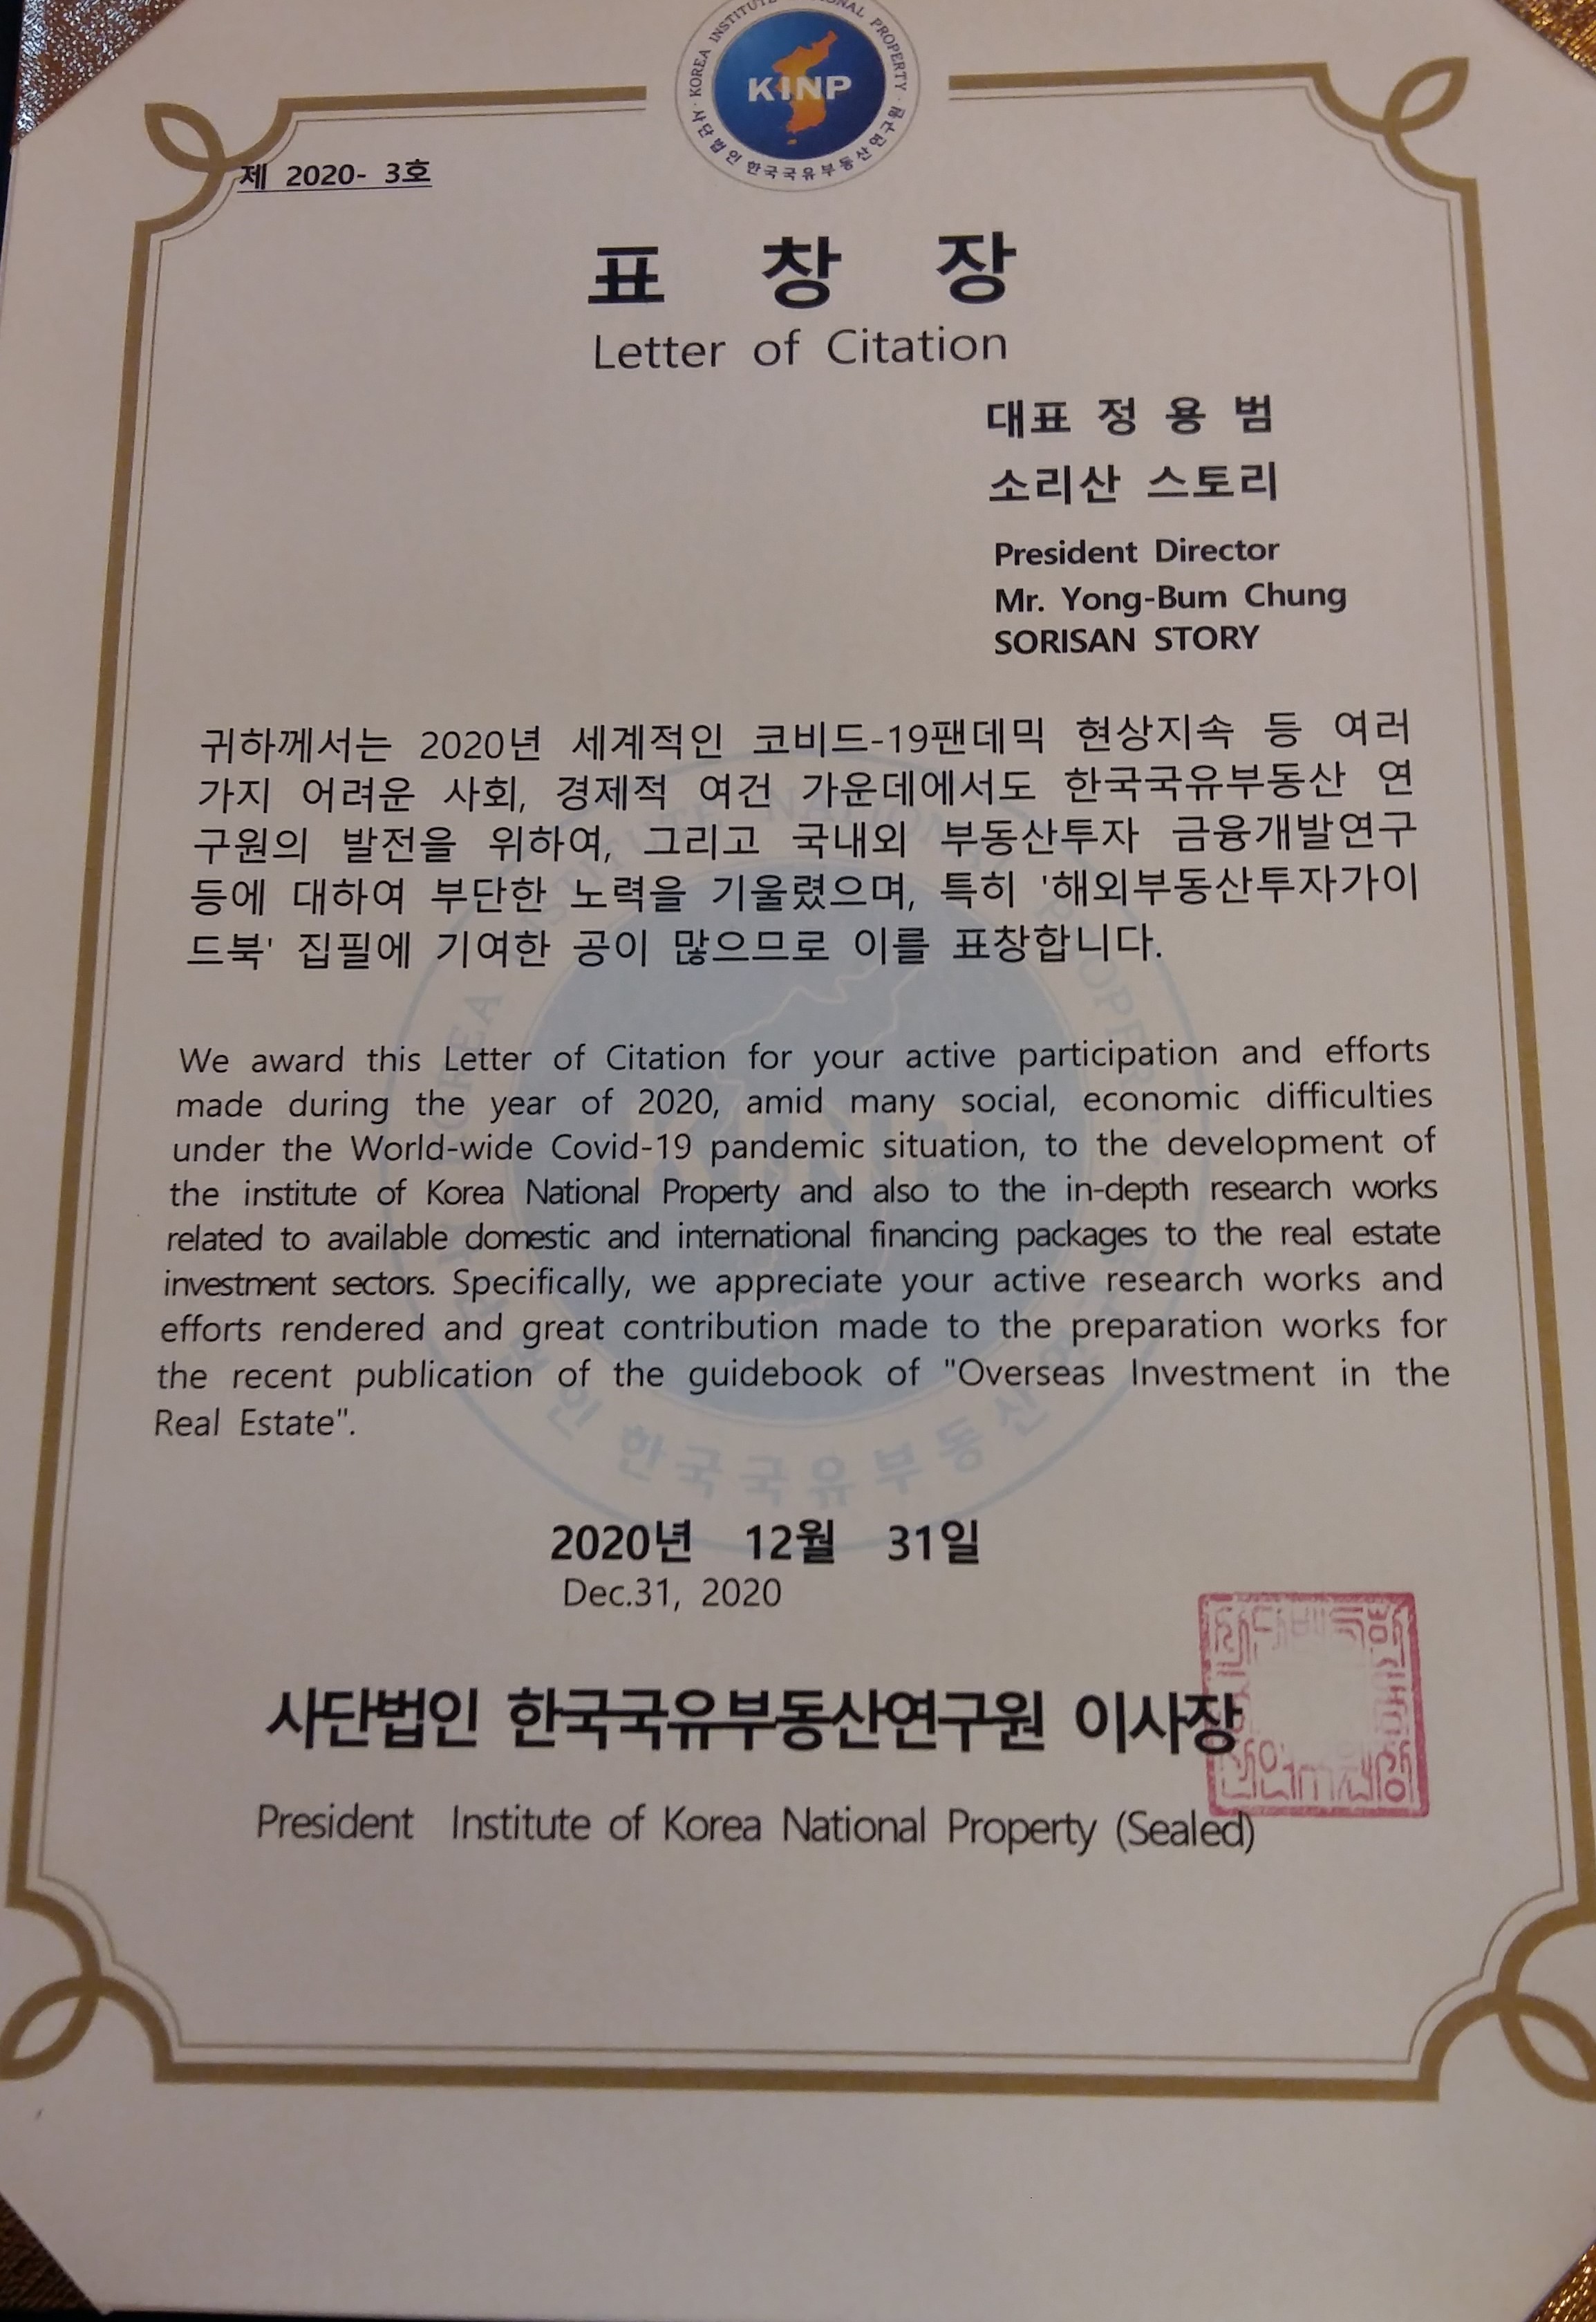 KOREA INSTITUTE NATIONAL PROPERTY
KINP
사단법인 한국국유부동산연구원
제 2020- 3호
표 창 장
Letter of Citation
대표 정 용 범
소리산 스토리
President Director
Mr. Yong-Bum Chung
SORISAN STORY
귀하께서는 2020년 세계적인 코비드-19팬데믹 현상지속 등 여러
가지 어려운 사회, 경제적 여건 가운데에서도 한국국유부동산 연
구원의 발전을 위하여, 그리고 국내외 부동산투자 금융개발연구
등에 대하여 부단한 노력을 기울렸으며, 특히 '해외부동산투자가이
드북' 집필에 기여한 공이 많으므로 이를 표창합니다.
We award this Letter of Citation for your active participation and efforts
made during the year of 2020, amid many social, economic difficulties
under the World-wide Covid-19 pandemic situation, to the development of
the institute of Korea National Property and also to the in-depth research works
related to available domestic and international financing packages to the real estate
investment sectors. Specifically, we appreciate your active research works and
efforts rendered and great contribution made to the preparation works for
the recent publication of the guidebook of "Overseas Investment in the
Real Estate".
2020년 12월 31일
Dec.31, 2020
사단법인 한국국유부동산연구원 이사장
President Institute of Korea National Property (Sealed)